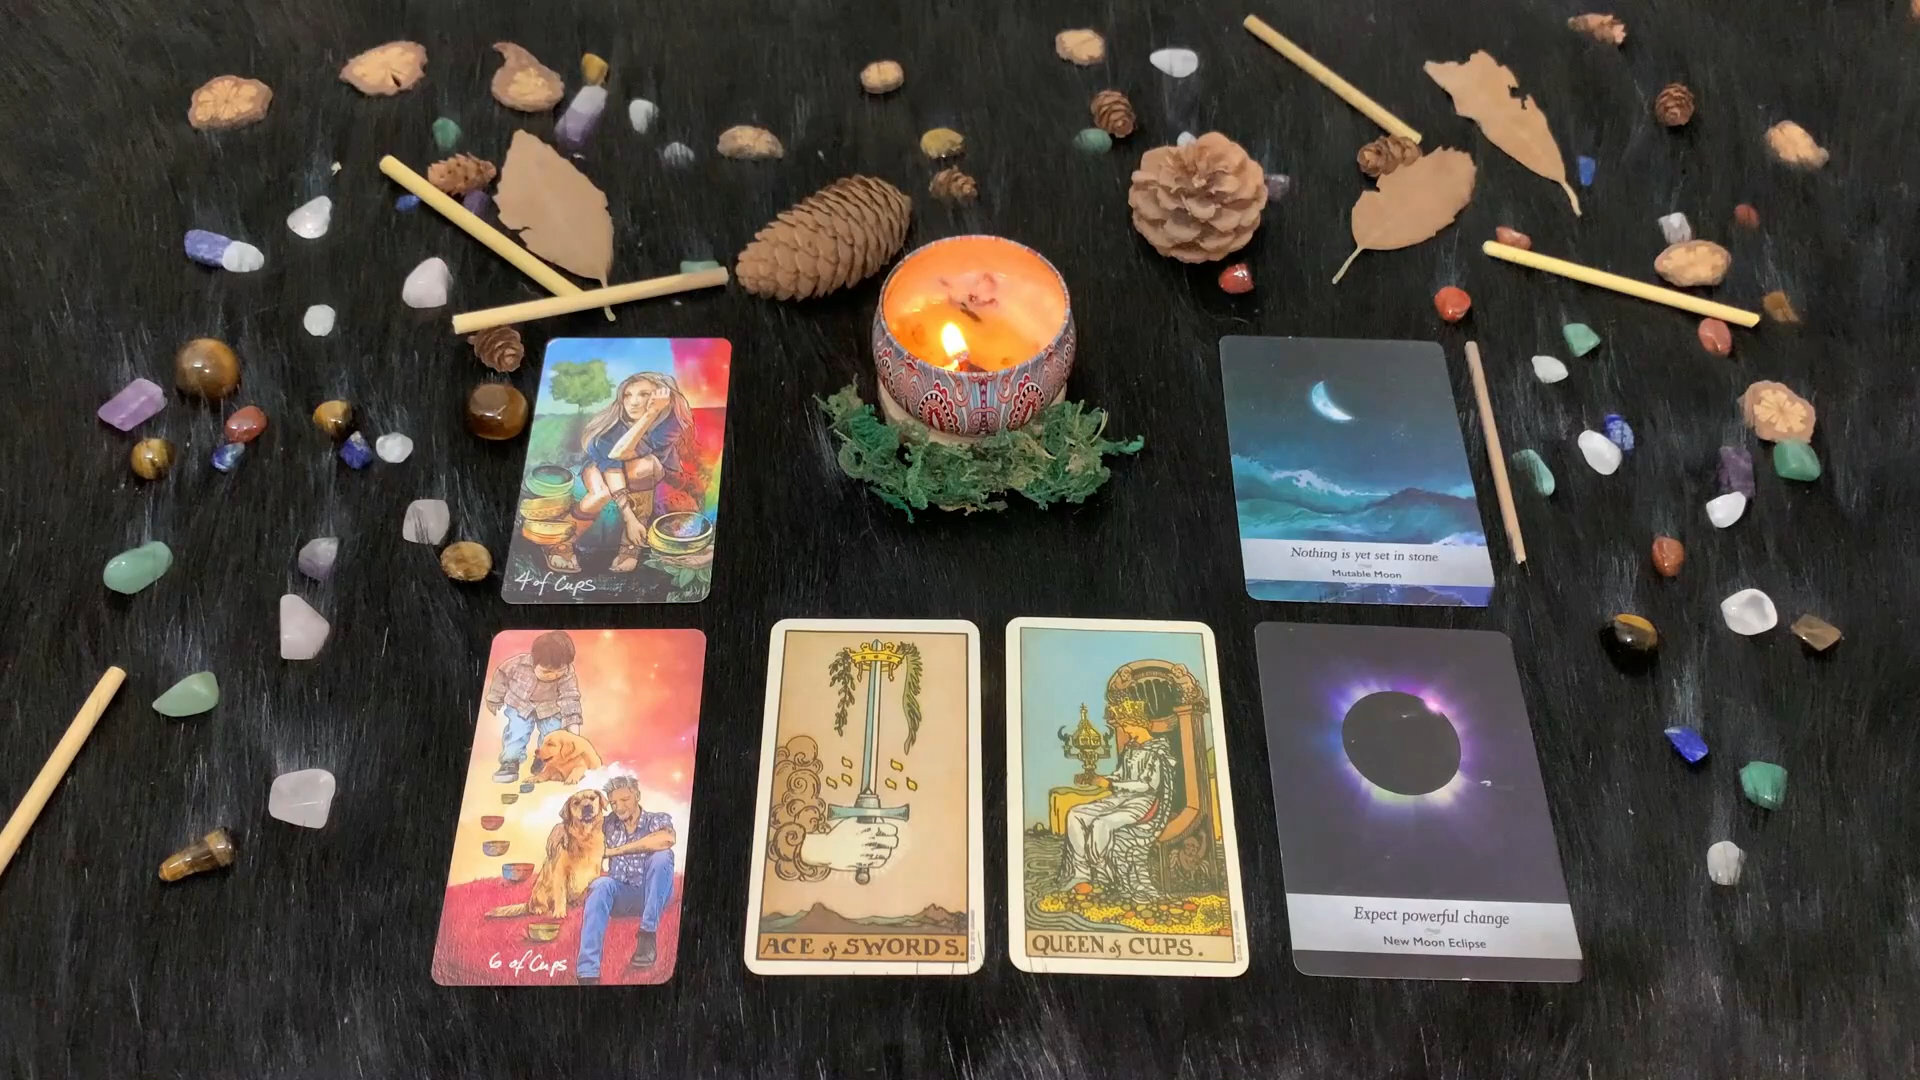 4 of Cups
Nothing is yet set in stone
Mutable Moon
6 of Cups
ACE of SWORDS.
QUEEN of CUPS.
Expect powerful change
New Moon Eclipse